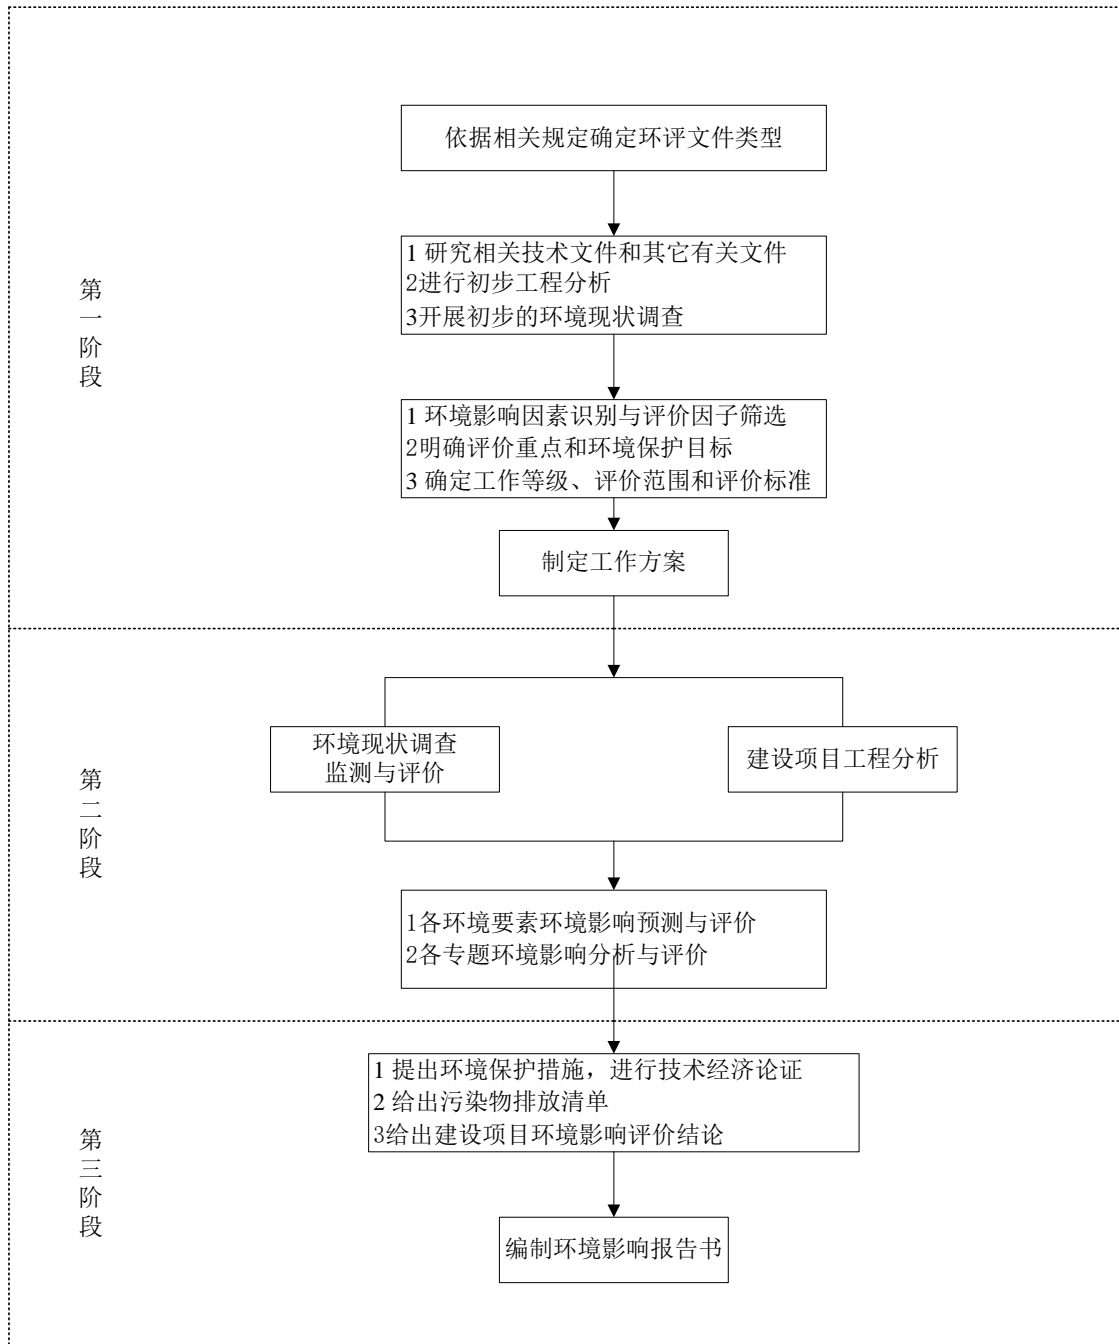 依据相关规定确定环评文件类型
1 研究相关技术文件和其它有关文件
2进行初步工程分析
3开展初步的环境现状调查
第一阶段
1 环境影响因素识别与评价因子筛选
2明确评价重点和环境保护目标
3 确定工作等级、评价范围和评价标准
制定工作方案
环境现状调查
监测与评价
建设项目工程分析
第二阶段
1各环境要素环境影响预测与评价
2各专题环境影响分析与评价
1 提出环境保护措施，进行技术经济论证
2 给出污染物排放清单
3给出建设项目环境影响评价结论
第三阶段
编制环境影响报告书